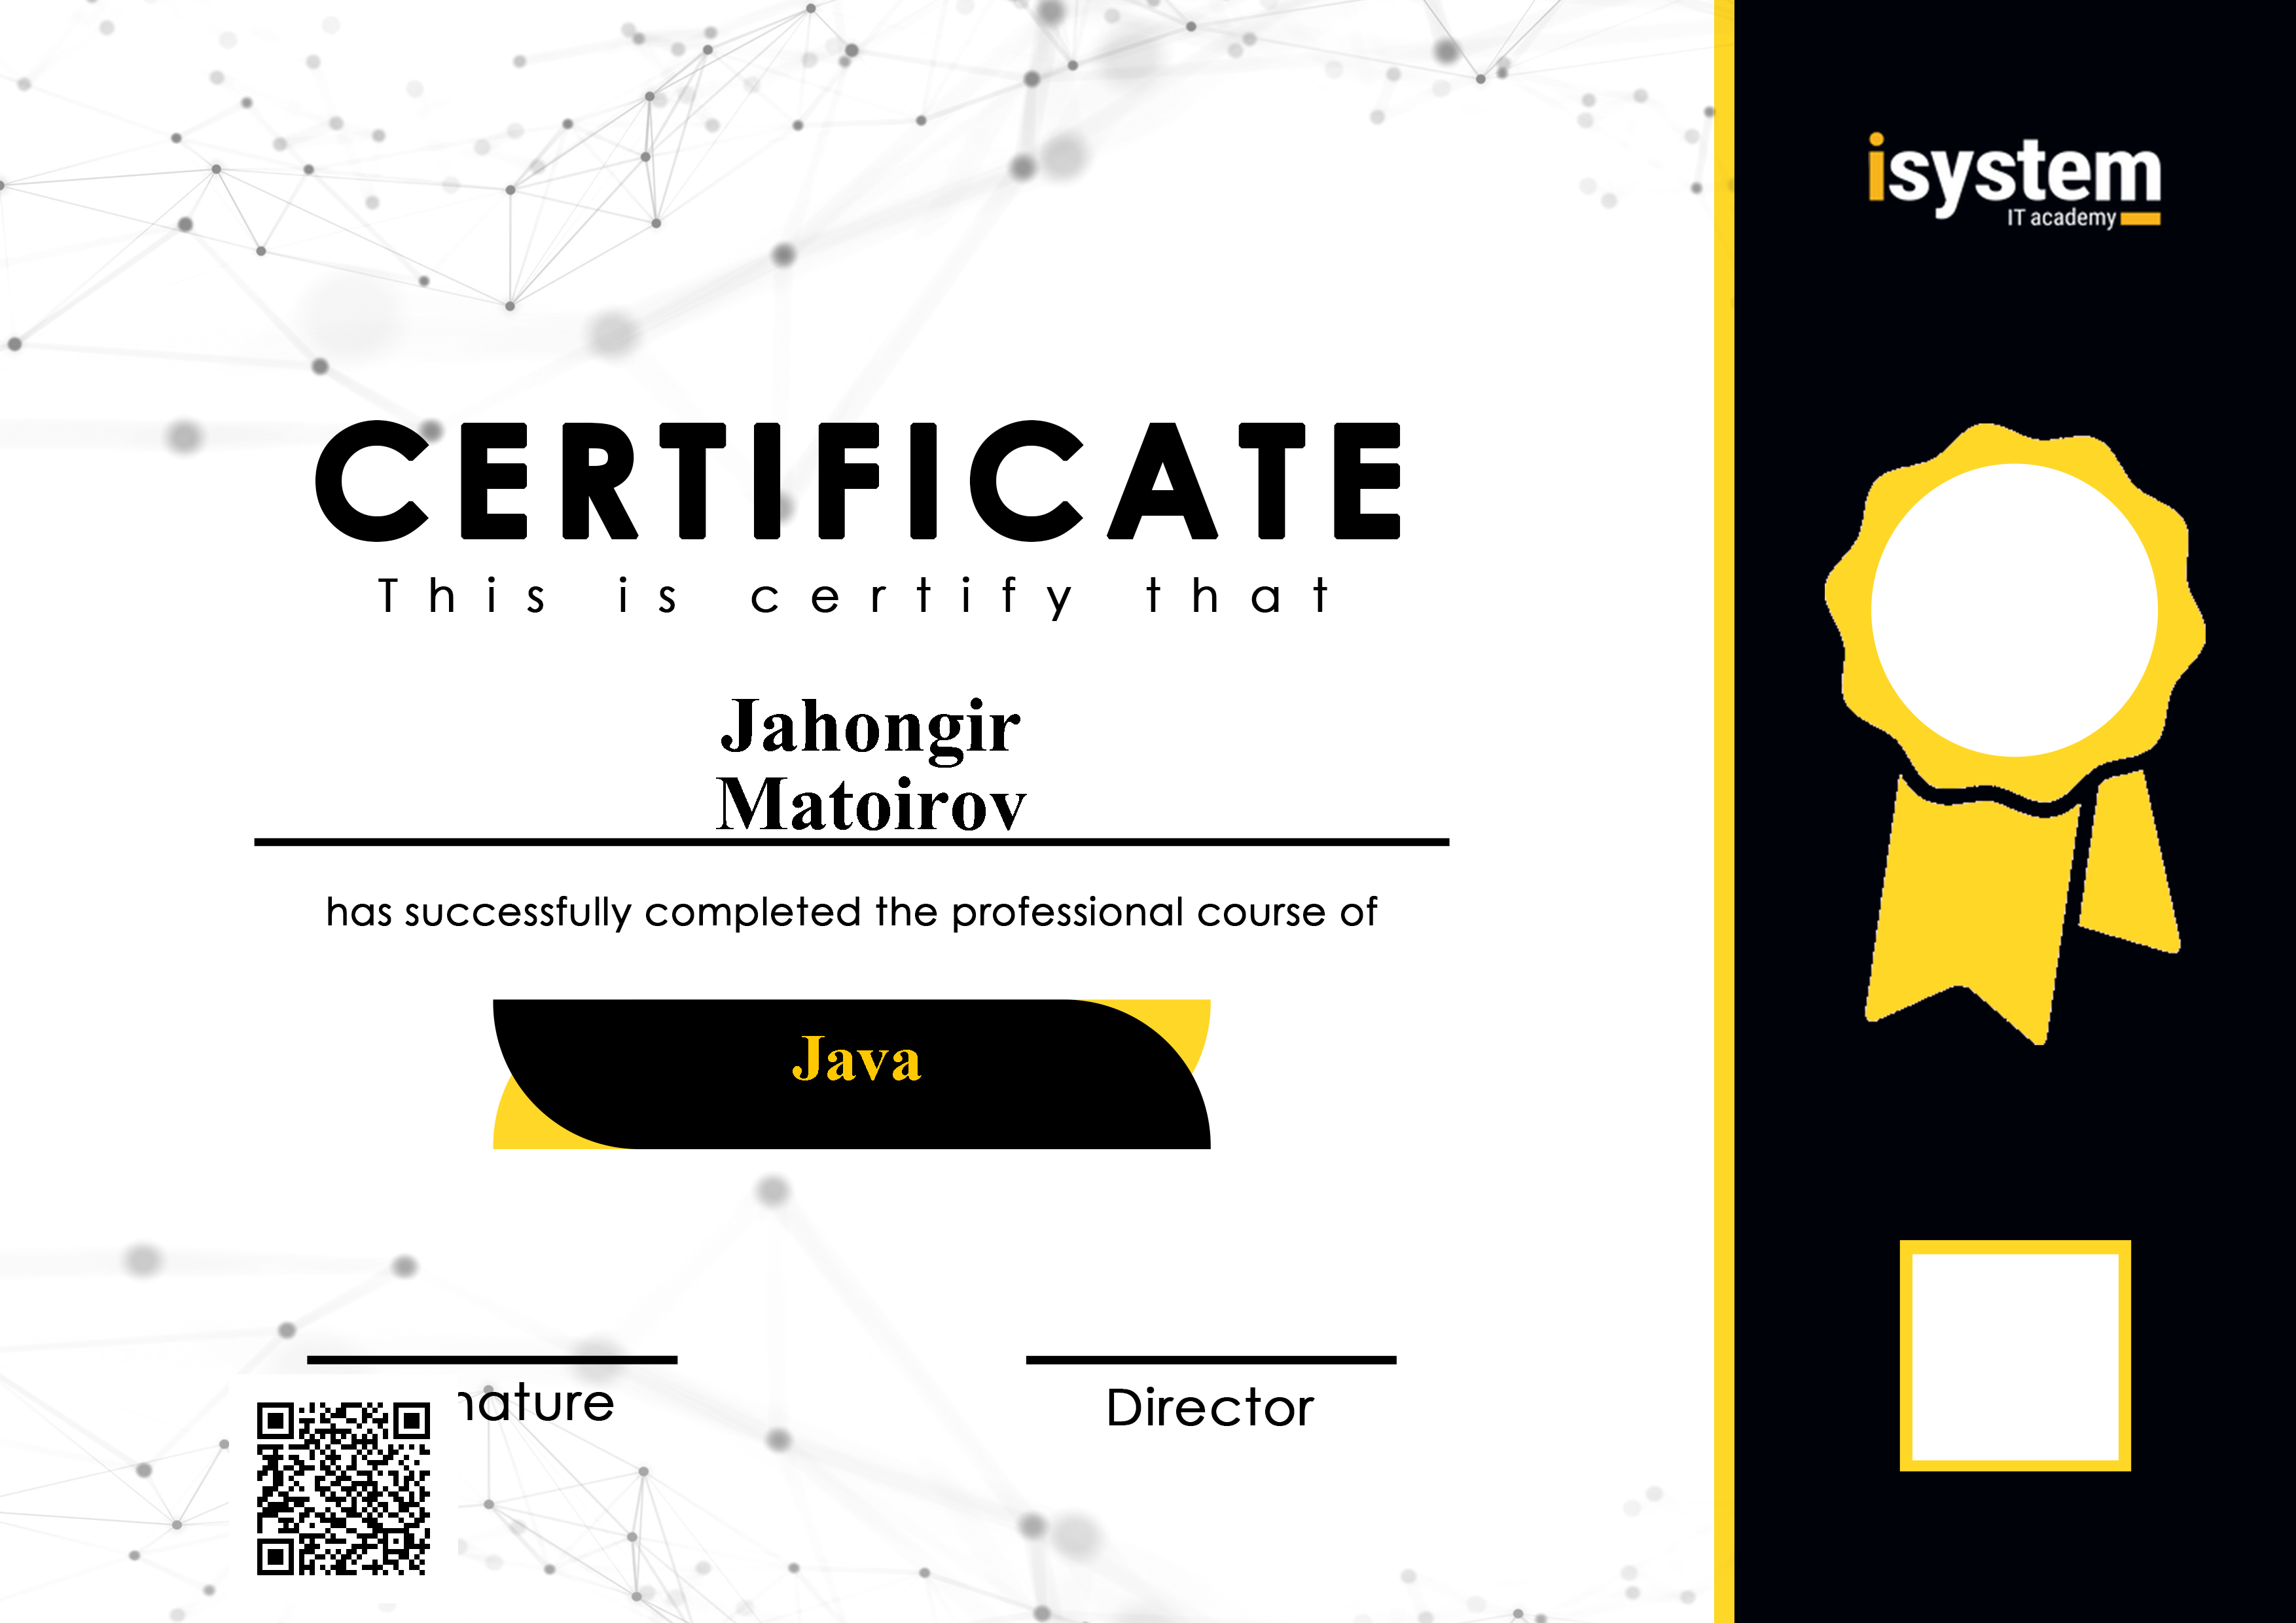 isystem
IT academy
CERTIFICATE
This is certify that
Jahongir
Matoirov
has successfully completed the professional course of
Java
nature
Director